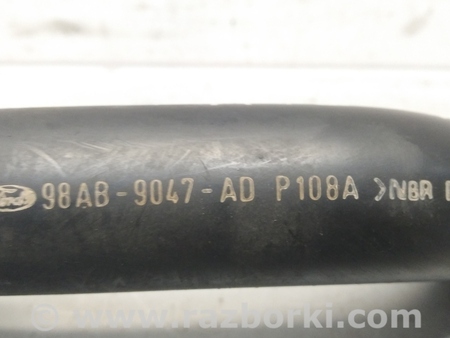 Ford 98AB-9047-AD P108A >NBR
© www.razborki.com